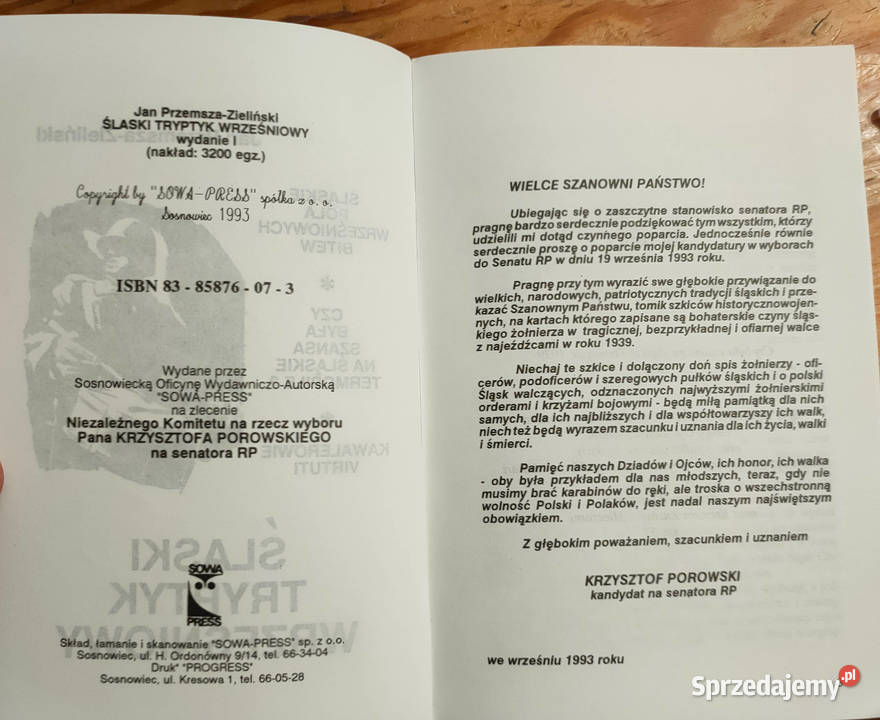 Jan Przemsza-Zieliński
ŚLASKI TRYPTYK WRZEŚNIOWY
wydanie I
(nakład: 3200 egz.)
Copyright by "SOWA-PRESS" spółka z o. o.
Sosnowiec 1993
ISBN 83 - 85876 - 07 - 3
Wydane przez
Sosnowiecką Oficynę Wydawniczo-Autorską
"SOWA-PRESS"
na zlecenie
Niezależnego Komitetu na rzecz wyboru
Pana KRZYSZTOFA POROWSKIEGO
na senatora RP
SOWA
PRESS
Skład, łamanie i skanowanie "SOWA-PRESS" sp. z o.o.
Sosnowiec, ul. H. Ordonówny 9/14, tel. 66-34-04
Druk" "PROGRESS"
Sosnowiec, ul. Kresowa 1, tel. 66-05-28
WIELCE SZANOWNI PAŃSTWO!
Ubiegając się o zaszczytne stanowisko senatora RP,
pragnę bardzo serdecznie podziękować tym wszystkim, którzy
udzielili mi dotąd czynnego poparcia. Jednocześnie równie
serdecznie proszę o poparcie mojej kandydatury w wyborach
do Senatu RP w dniu 19 września 1993 roku.
Pragnę przy tym wyrazić swe głębokie przywiązanie do
wielkich, narodowych, patriotycznych tradycji śląskich i prze-
kazać Szanownym Państwu, tomik szkiców historycznowojen-
nych, na kartach którego zapisane są bohaterskie czyny śląs-
kiego żołnierza w tragicznej, bezprzykładnej i ofiarnej walce
z najeźdźcami w roku 1939.
Niechaj te szkice i dołączony doń spis żołnierzy - ofi-
cerów, podoficerów i szeregowych pułków śląskich i o polski
Śląsk walczących, odznaczonych najwyższymi żołnierskimi
orderami i krzyżami bojowymi - będą miłą pamiątką dla nich
samych, dla ich najbliższych i dla współtowarzyszy ich walk,
niech też będą wyrazem szacunku i uznania dla ich życia, walki
i śmierci.
Pamięć naszych Dziadów i Ojców, ich honor, ich walka
- oby była przykładem dla nas młodszych, teraz, gdy nie
musimy brać karabinów do ręki, ale troska o wszechstronną
wolność Polski i Polaków, jest nadal naszym najświętszym
obowiązkiem.
Z głębokim poważaniem, szacunkiem i uznaniem
KRZYSZTOF POROWSKI
kandydat na senatora RP
we wrześniu 1993 roku
Sprzedajemy.pl